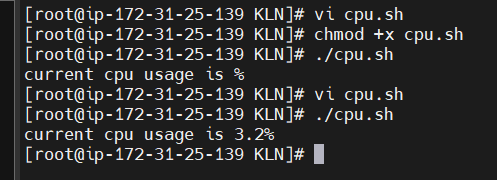 [root@ip-172-31-25-139 KLN]# vi cpu.sh
[root@ip-172-31-25-139 KLN]# chmod +x cpu.sh
[root@ip-172-31-25-139 KLN]# ./cpu.sh
current cpu usage is %
[root@ip-172-31-25-139 KLN]# vi cpu.sh
[root@ip-172-31-25-139 KLN]# ./cpu.sh
current cpu usage is 3.2%
[root@ip-172-31-25-139 KLN]#